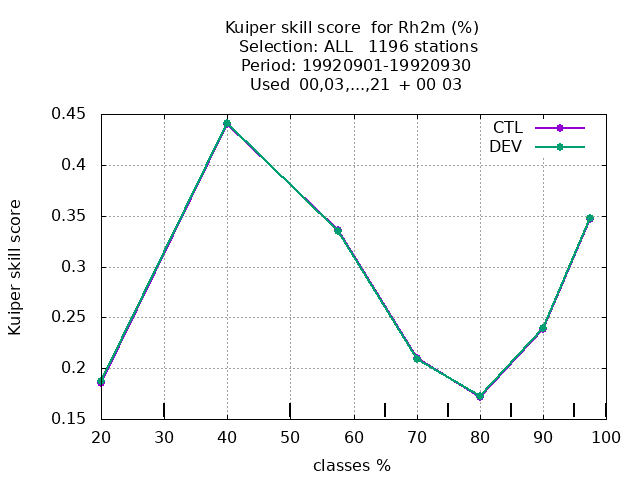 Kuiper skill score  for Rh2m (%)
Selection: ALL   1196 stations
Period: 19920901-19920930
Used  00,03,...,21  + 00 03
0.45
0.4
0.35
0.3
0.25
0.2
0.15
Kuiper skill score
CTL
DEV
20 30 40 50 60 70 80 90 100
classes %